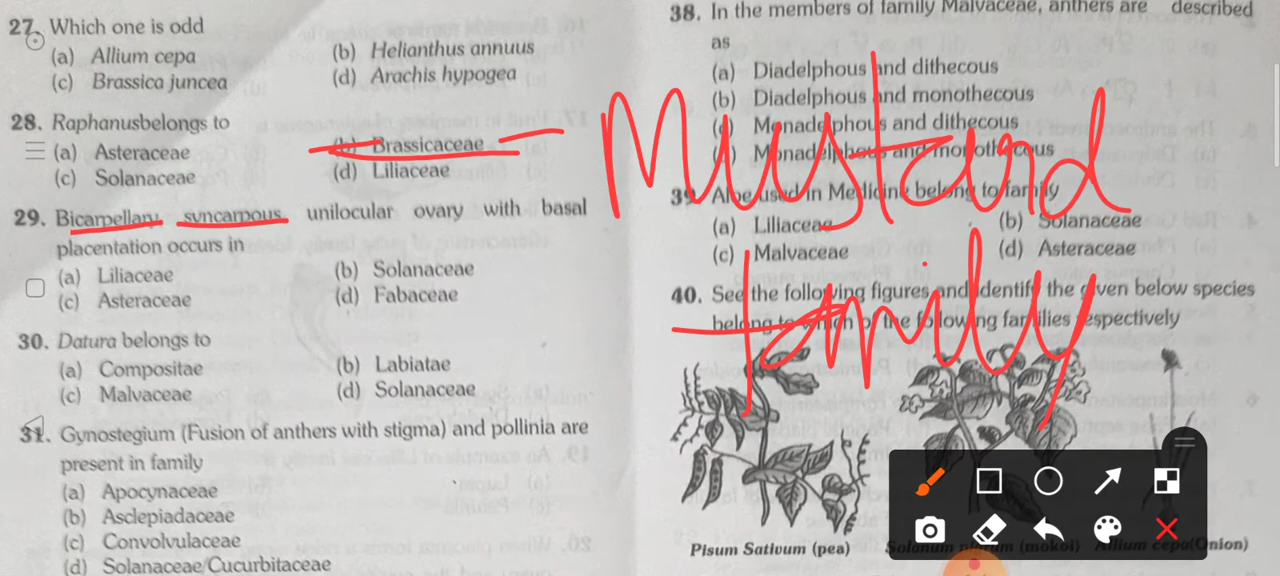 27. Which one is odd
(a) Allium cepa
(b) Helianthus annuus
(c) Brassica juncea
(d) Arachis hypogea
28. Raphanusbelongs to
(a) Asteraceae
(b) Brassicaceae
(c) Solanaceae
(d) Liliaceae
29. Bicarpellary, syncarpous unilocular ovary with basal
placentation occurs in
(a) Liliaceae
(b) Solanaceae
(c) Asteraceae
(d) Fabaceae
30. Datura belongs to
(a) Compositae
(b) Labiatae
(c) Malvaceae
(d) Solanaceae
31. Gynostegium (Fusion of anthers with stigma) and pollinia are
present in family
(a) Apocynaceae
(b) Asclepiadaceae
(c) Convolvulaceae
(d) Solanaceae/Cucurbitaceae
38. In the members of family Malvaceae, anthers are described
as
(a) Diadelphous and dithecous
(b) Diadelphous and monothecous
(c) Monadelphous and dithecous
(d) Monadelphous and monothecous
39. Aloe used in Medicine belong to family
(a) Liliaceae
(b) Solanaceae
(c) Malvaceae
(d) Asteraceae
40. See the following figures and identify the given below species
belong to which of the following families respectively
Pisum Sativum (pea)
Solanum nigrum (makoi)
Allium cepa(Onion)
Mustard
family